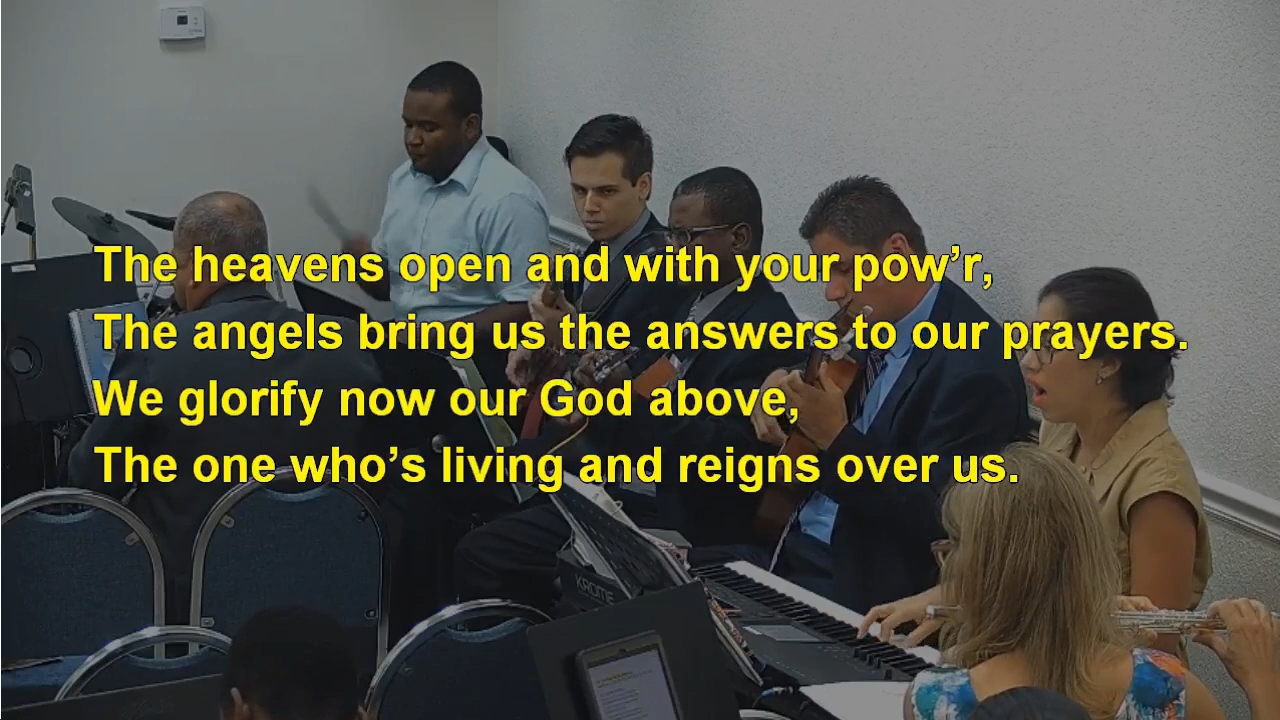 The heavens open and with your pow’r,
The angels bring us the answers to our prayers.
We glorify now our God above,
The one who’s living and reigns over us.
KROME